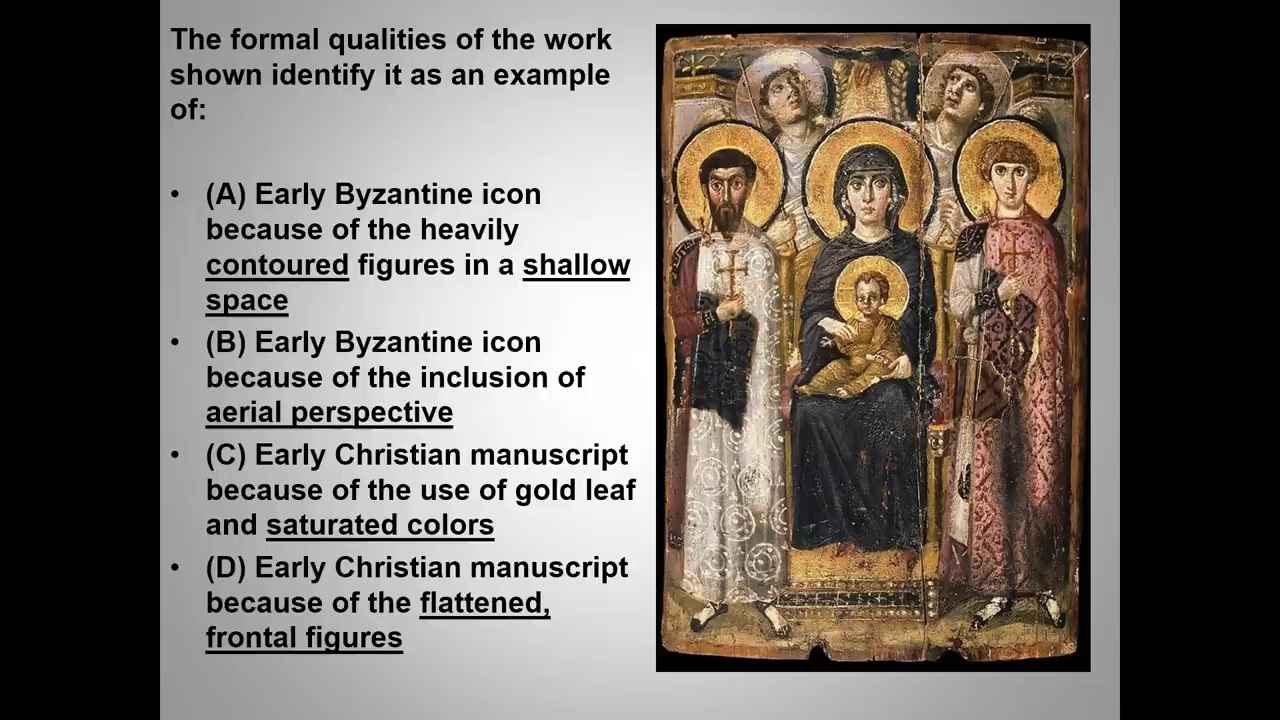 The formal qualities of the work
shown identify it as an example
of:
• (A) Early Byzantine icon
because of the heavily
contoured figures in a shallow
space
• (B) Early Byzantine icon
because of the inclusion of
aerial perspective
• (C) Early Christian manuscript
because of the use of gold leaf
and saturated colors
• (D) Early Christian manuscript
because of the flattened,
frontal figures